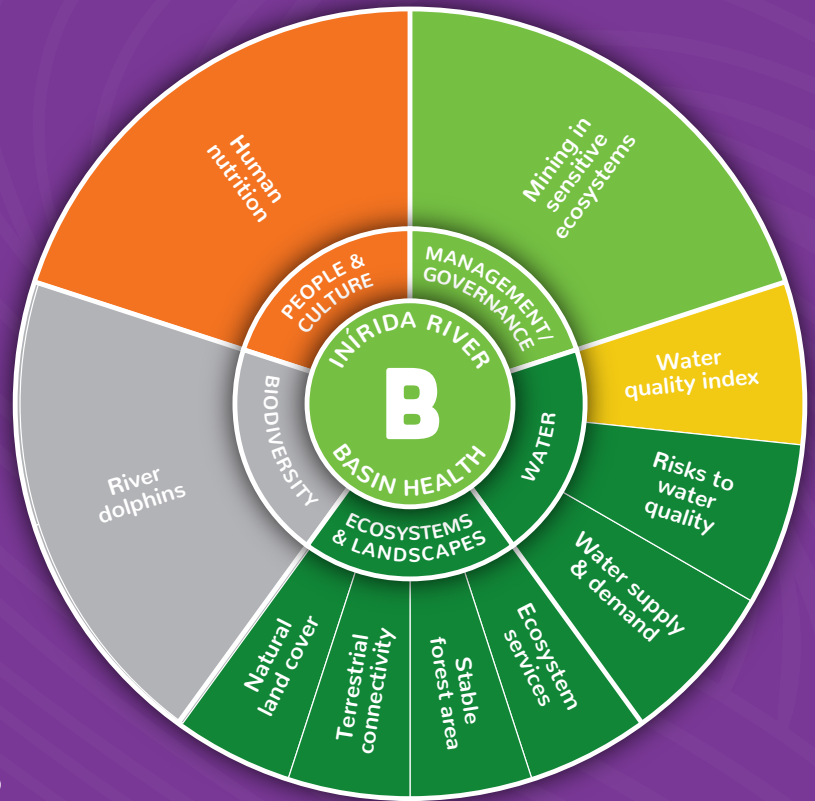 Human
nutrition
Mining in
sensitive
ecosystems
PEOPLE &
CULTURE
MANAGEMENT/
GOVERNANCE
INÍRIDA RIVER
B
BASIN HEALTH
BIODIVERSITY
WATER
ECOSYSTEMS
& LANDSCAPES
Water
quality index
Risks to
water
quality
Water supply
& demand
Ecosystem
services
Stable
forest area
Terrestrial
connectivity
Natural
land cover
River
dolphins